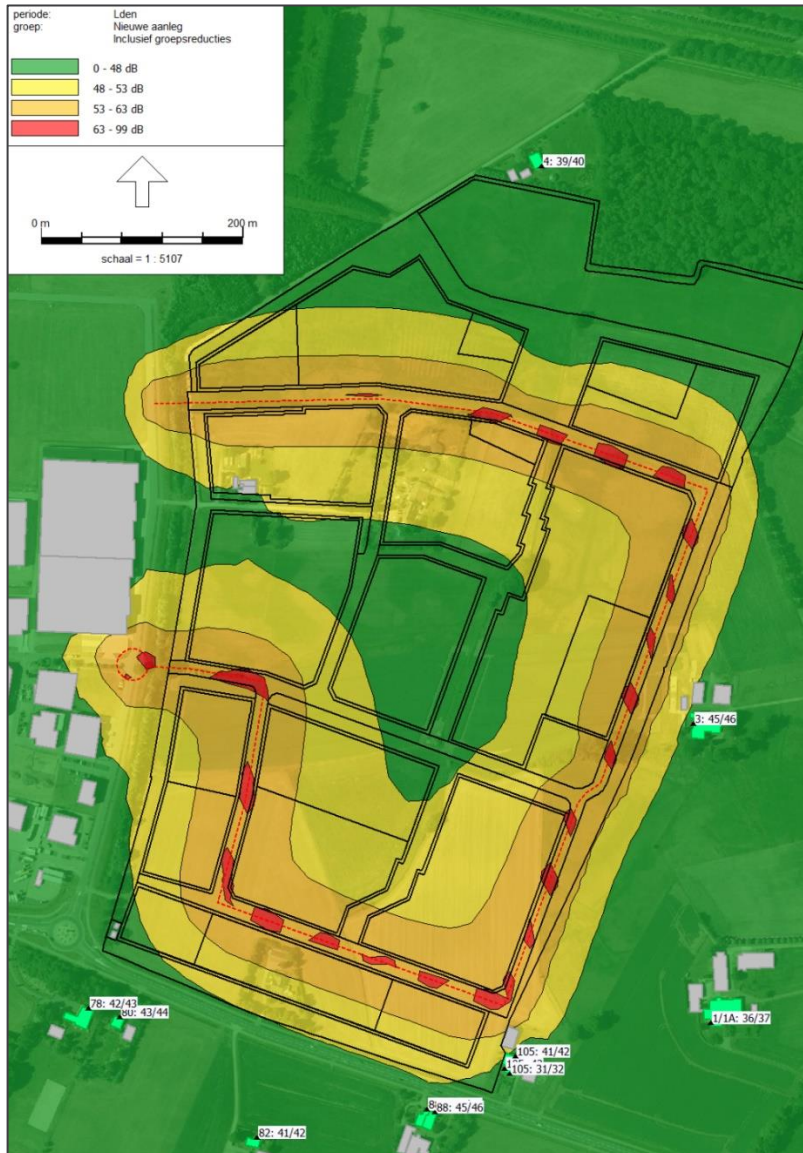 periode: Lden
groep: Nieuwe aanleg
Inclusief groepsreducties
0 - 48 dB
48 - 53 dB
53 - 63 dB
63 - 99 dB
0 m 200 m
schaal = 1 : 5107
4: 39/40
3: 45/46
1/1A: 36/37
78: 42/43
80: 43/44
105: 41/42
105: 31/32
88: 45/46
82: 41/42